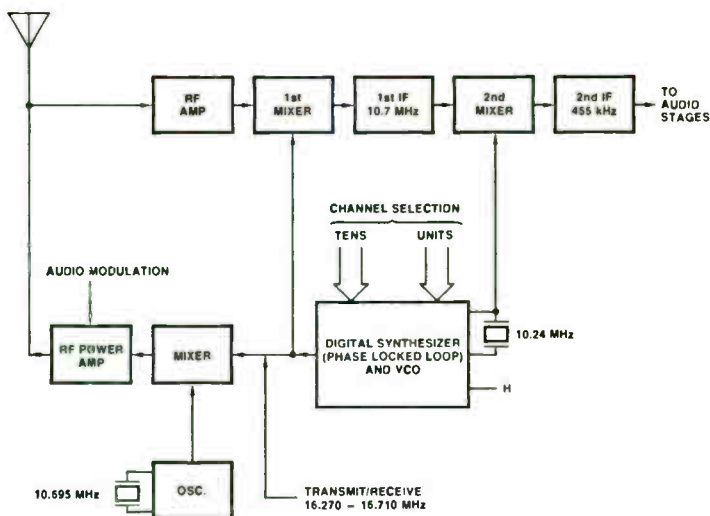 RF
AMP
1st
MIXER
1st IF
10.7 MHz
2nd
MIXER
2nd IF
455 kHz
TO
AUDIO
STAGES
CHANNEL SELECTION
TENS
UNITS
AUDIO MODULATION
RF POWER
AMP
MIXER
DIGITAL SYNTHESIZER
(PHASE LOCKED LOOP)
AND VCO
10.24 MHz
H
10.695 MHz
OSC.
TRANSMIT/RECEIVE
16.270 – 16.710 MHz